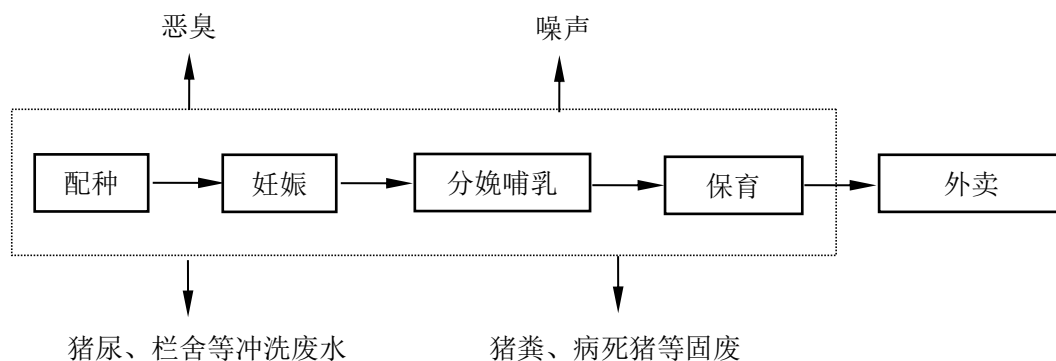 恶臭
噪声
配种
妊娠
分娩哺乳
保育
外卖
猪尿、栏舍等冲洗废水
猪粪、病死猪等固废